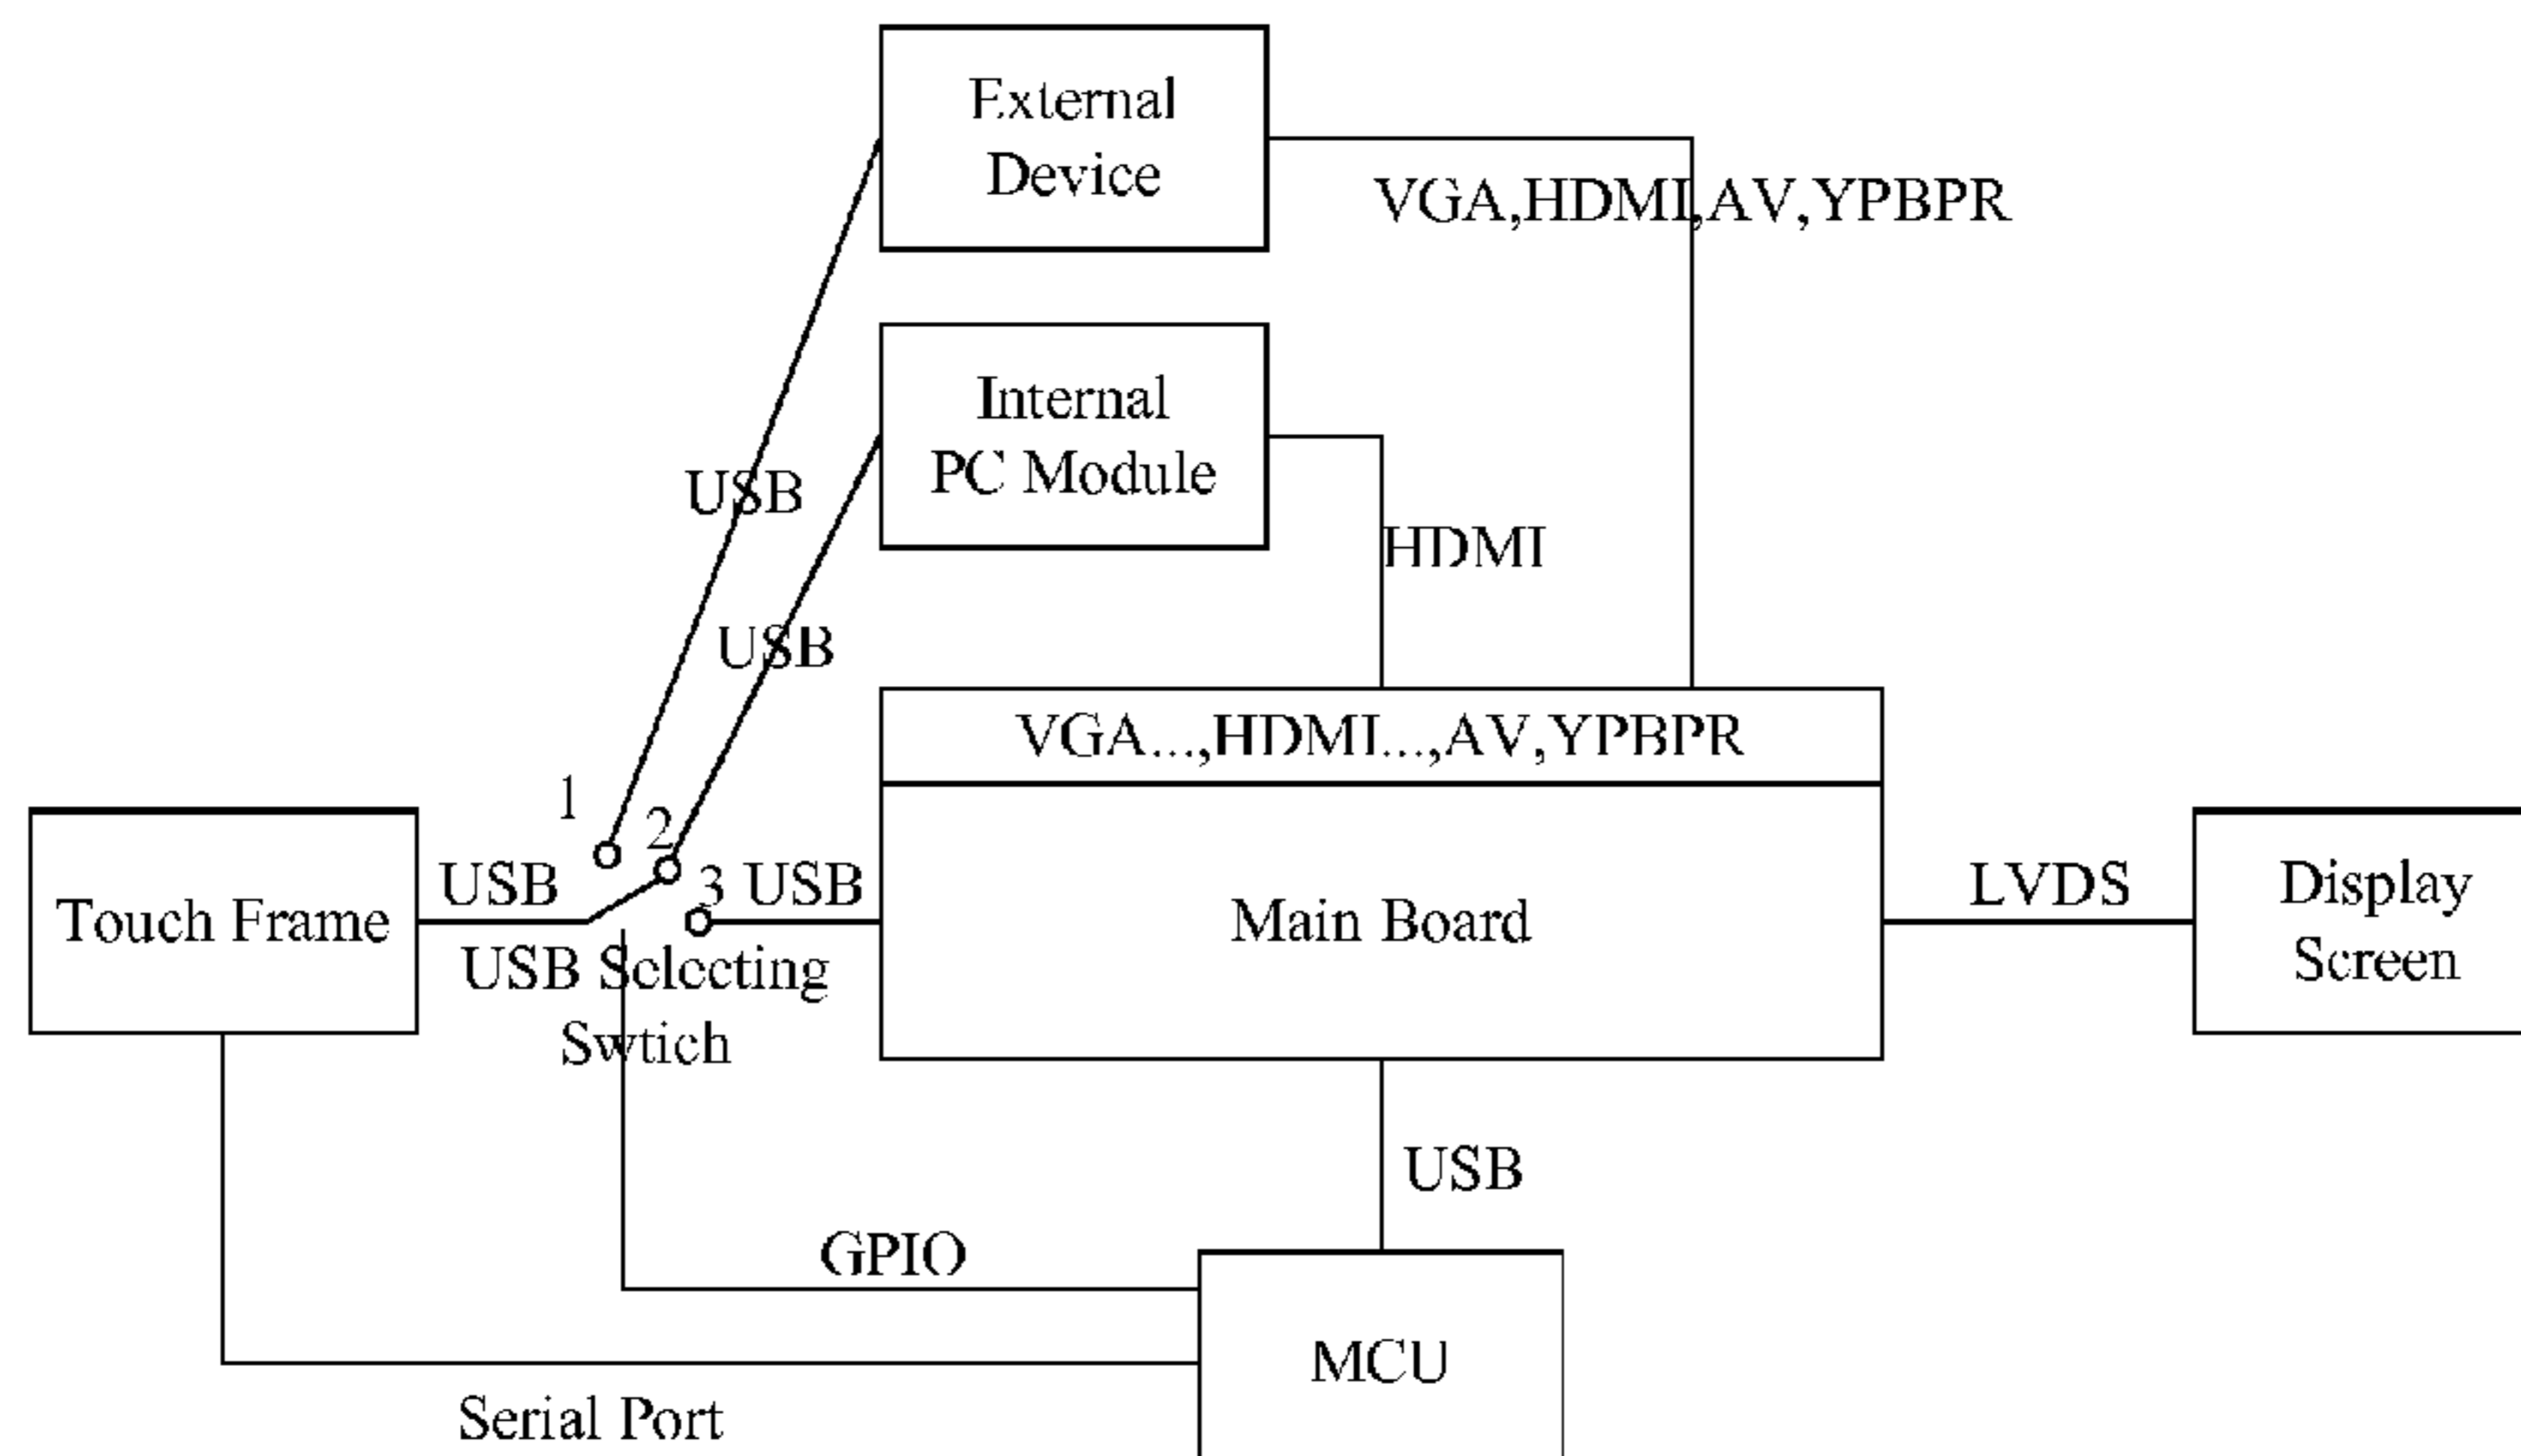 External
Device
VGA,HDMI,AV,YPBPR
Internal
PC Module
USB
HDMI
USB
VGA...,HDMI...,AV,YPBPR
1
2
3
Touch Frame
USB
USB
Main Board
LVDS
Display
Screen
USB Selecting
Swtich
USB
GPIO
MCU
Serial Port